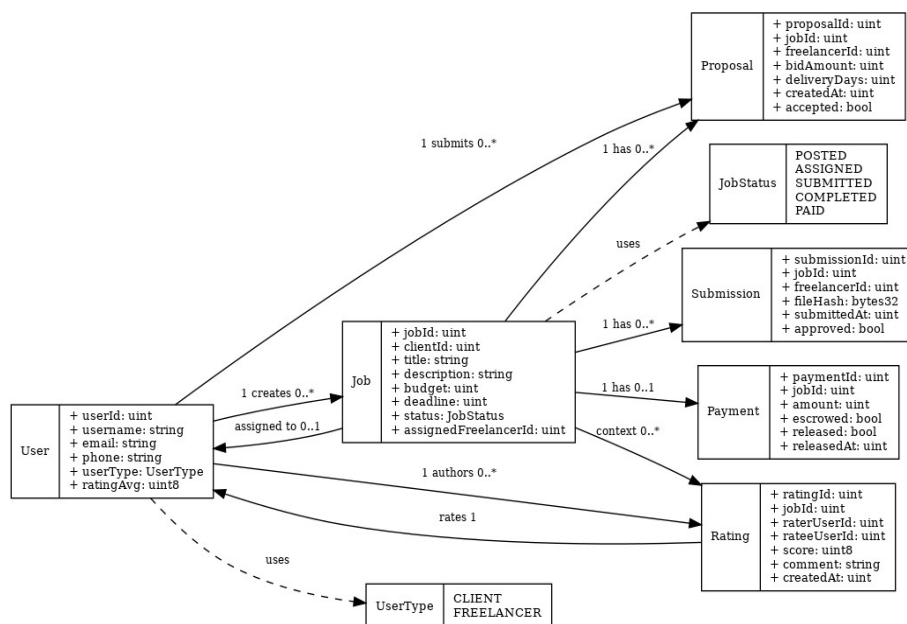 Proposal
+ proposalId: uint
+ jobId: uint
+ freelancerId: uint
+ bidAmount: uint
+ deliveryDays: uint
+ createdAt: uint
+ accepted: bool
1 submits 0..*
1 has 0..*
JobStatus
POSTED
ASSIGNED
SUBMITTED
COMPLETED
PAID
uses
Submission
+ submissionId: uint
+ jobId: uint
+ freelancerId: uint
+ fileHash: bytes32
+ submittedAt: uint
+ approved: bool
1 has 0..*
Job
+ jobId: uint
+ clientId: uint
+ title: string
+ description: string
+ budget: uint
+ deadline: uint
+ status: JobStatus
+ assignedFreelancerId: uint
1 has 0..1
Payment
+ paymentId: uint
+ jobId: uint
+ amount: uint
+ escrowed: bool
+ released: bool
+ releasedAt: uint
1 creates 0..*
assigned to 0..1
context 0..*
User
+ userId: uint
+ username: string
+ email: string
+ phone: string
+ userType: UserType
+ ratingAvg: uint8
1 authors 0..*
rates 1
Rating
+ ratingId: uint
+ jobId: uint
+ raterUserId: uint
+ rateeUserId: uint
+ score: uint8
+ comment: string
+ createdAt: uint
uses
UserType
CLIENT
FREELANCER